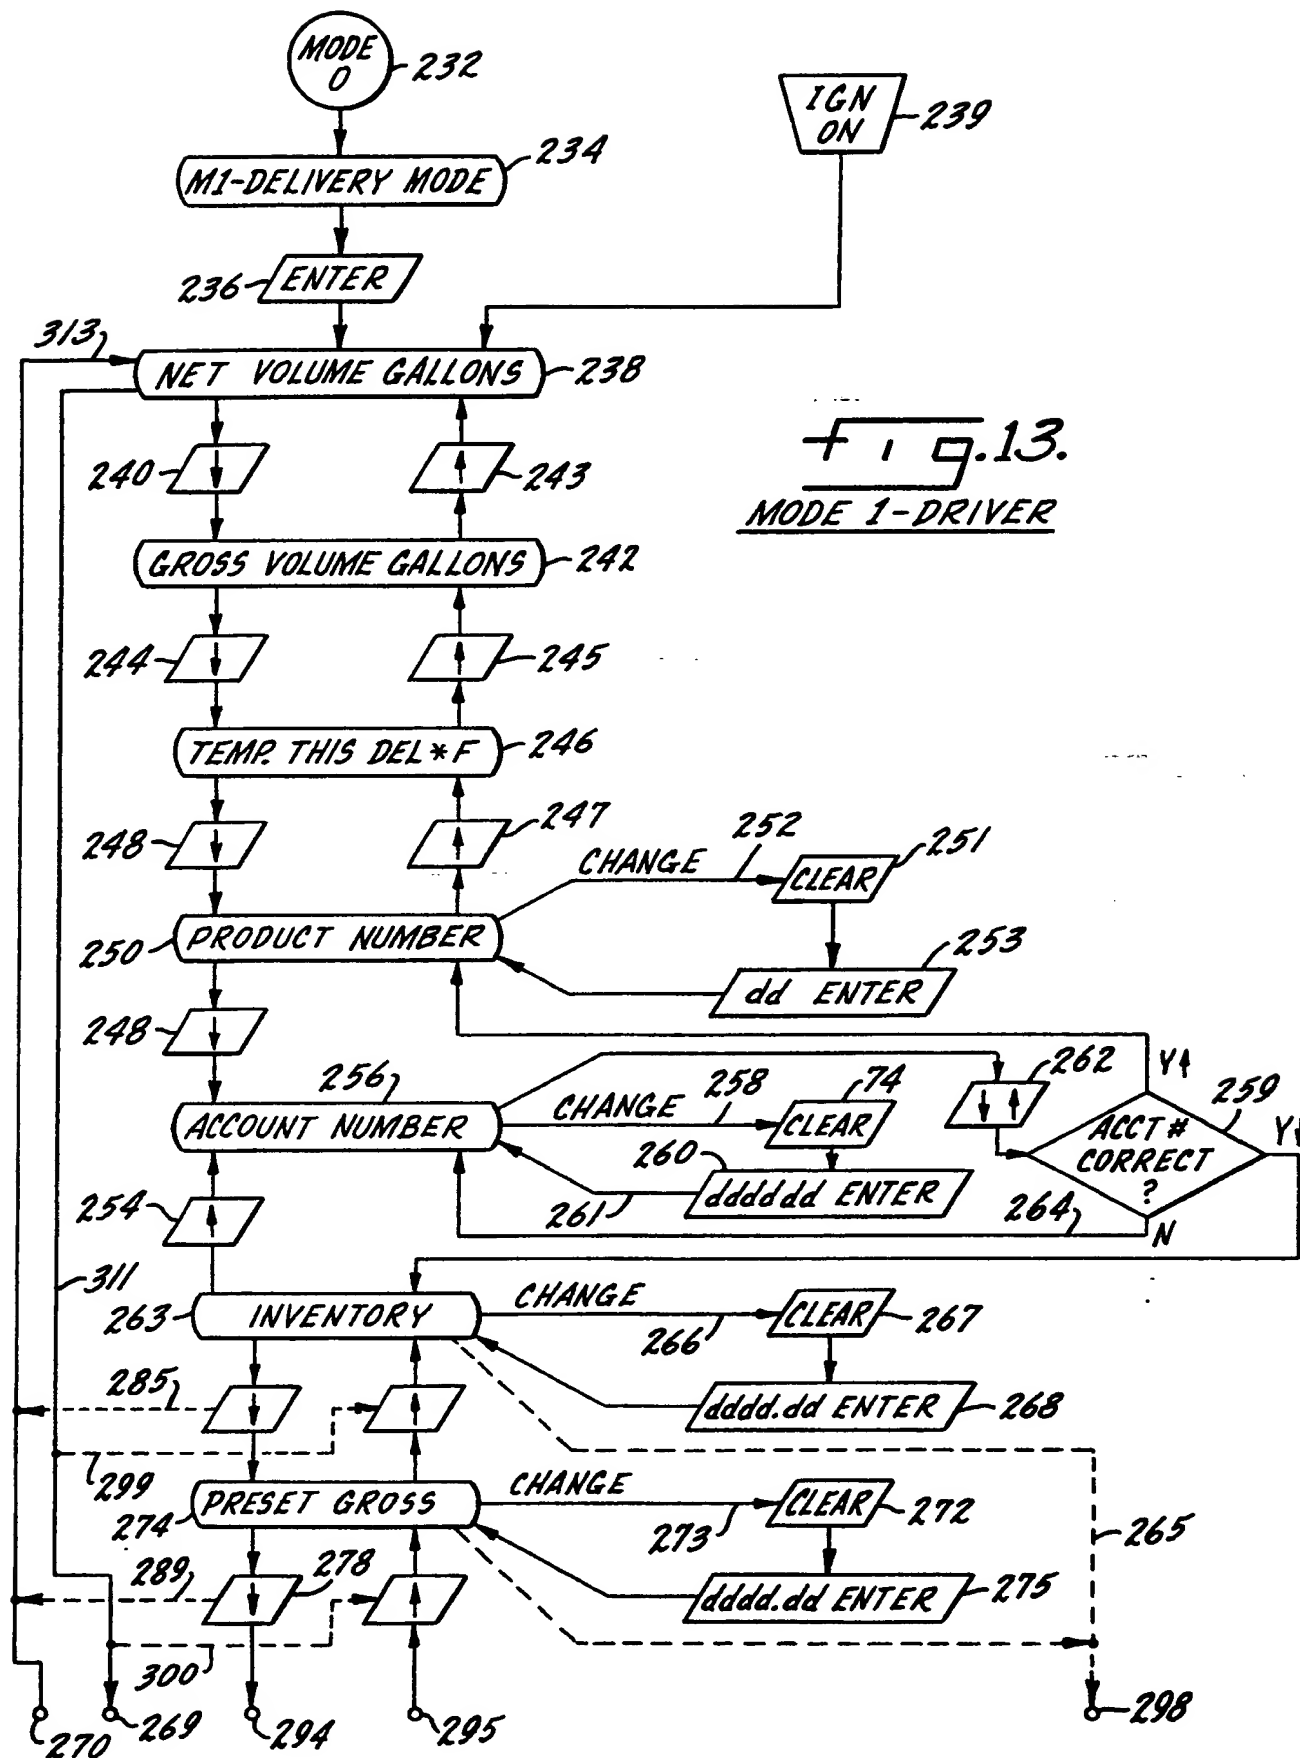 MODE
0
232
IGN
ON
239
M1-DELIVERY MODE
234
236
ENTER
313
NET VOLUME GALLONS
238
240
↓
↑
243
fig.13.
MODE 1-DRIVER
GROSS VOLUME GALLONS
242
244
↓
↑
245
TEMP. THIS DEL * F
246
248
↓
↑
247
CHANGE
252
CLEAR
251
250
PRODUCT NUMBER
dd ENTER
253
248
↓
256
ACCOUNT NUMBER
CHANGE
258
74
CLEAR
↓ ↑
262
Y↑
259
ACCT #
CORRECT
?
Y↓
260
dddddd ENTER
261
264
N
254
↑
311
263
INVENTORY
CHANGE
266
CLEAR
267
285
↓
↑
dddd.dd ENTER
268
299
274
PRESET GROSS
CHANGE
273
CLEAR
272
265
289
↓
278
↑
dddd.dd ENTER
275
300
270
269
294
295
298